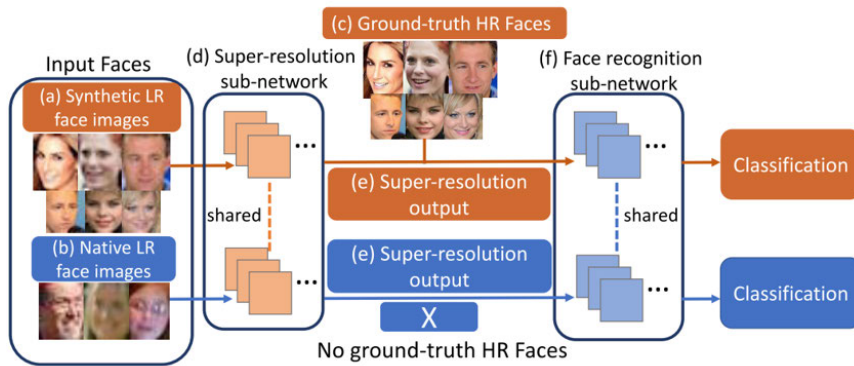 (c) Ground-truth HR Faces
Input Faces
(d) Super-resolution
sub-network
(f) Face recognition
sub-network
(a) Synthetic LR
face images
...
...
Classification
(e) Super-resolution
output
shared
shared
(b) Native LR
face images
(e) Super-resolution
output
...
...
Classification
X
No ground-truth HR Faces